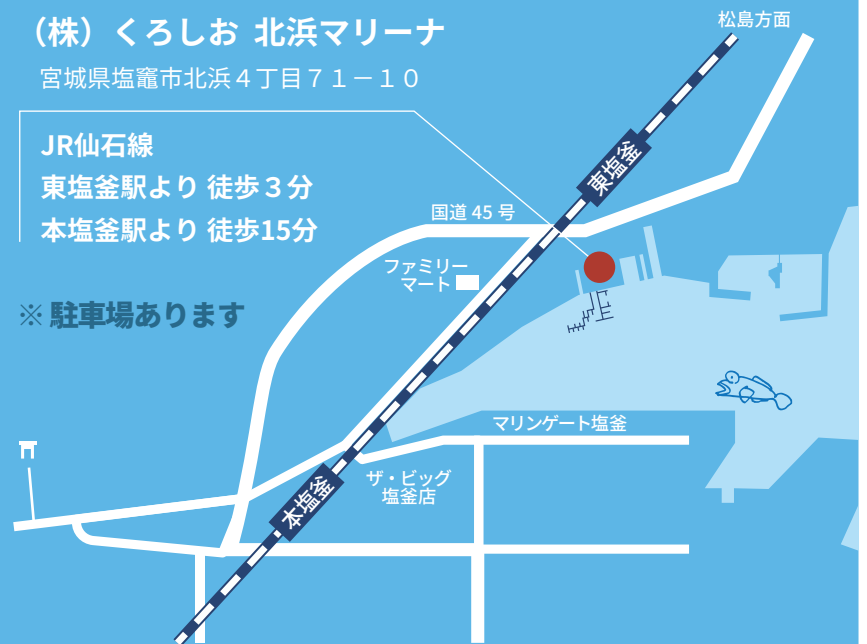 （株）くろしお 北浜マリーナ
宮城県塩竈市北浜４丁目７１－１０
JR仙石線
東塩釜駅より 徒歩３分
本塩釜駅より 徒歩15分
※ 駐車場あります
松島方面
東塩釜
国道 45 号
ファミリー
マート
マリンゲート塩釜
ザ・ビッグ
塩釜店
本塩釜